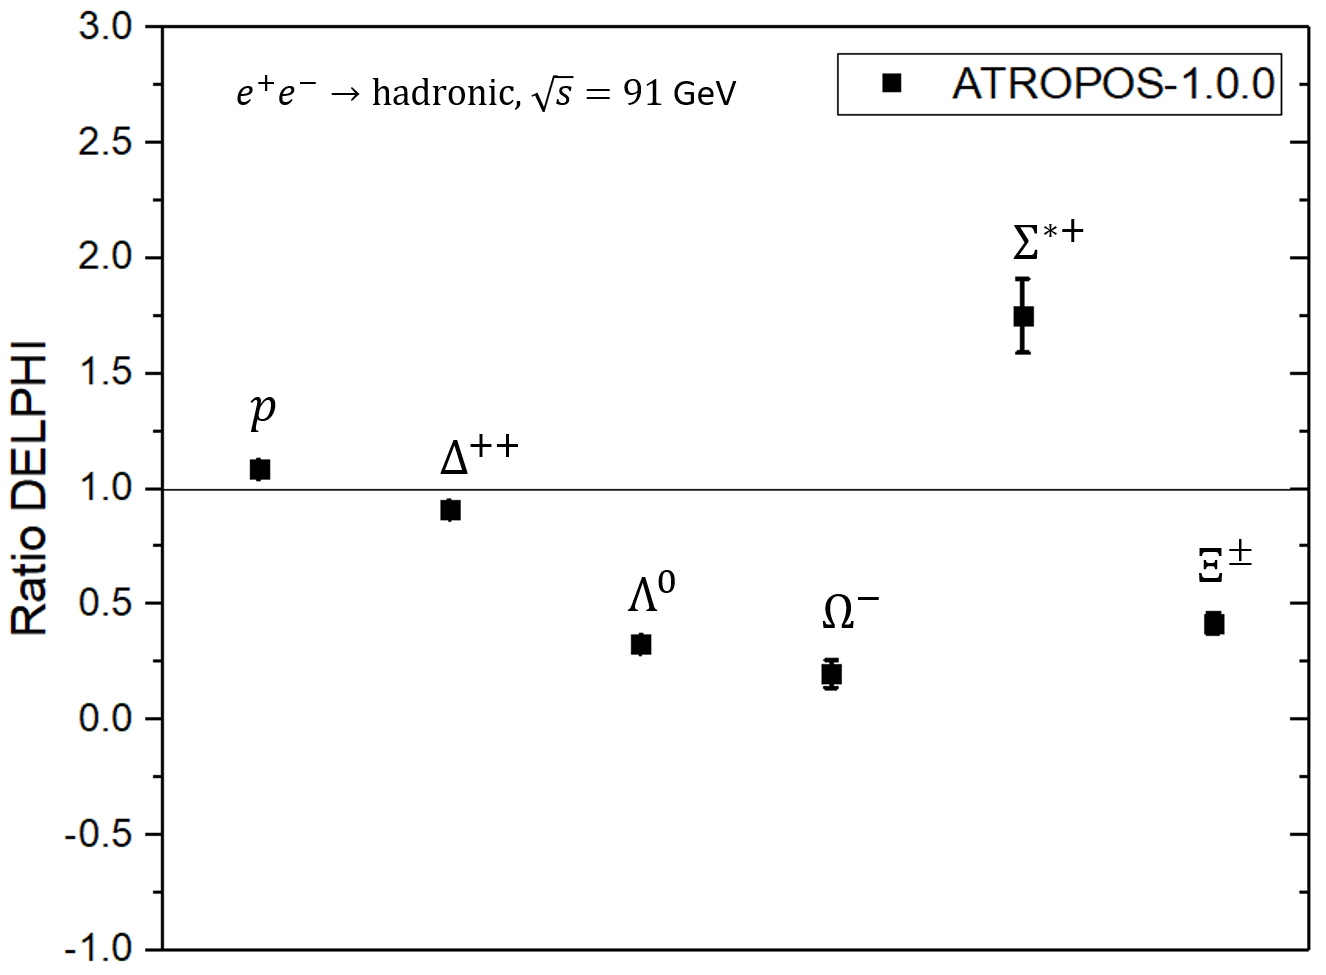 3.0
e⁺e⁻ → hadronic, √s = 91 GeV
ATROPOS-1.0.0
2.5
2.0
Σ*⁺
1.5
p
Δ⁺⁺
1.0
Ξ±
0.5
Λ⁰
Ω⁻
0.0
-0.5
-1.0
Ratio DELPHI